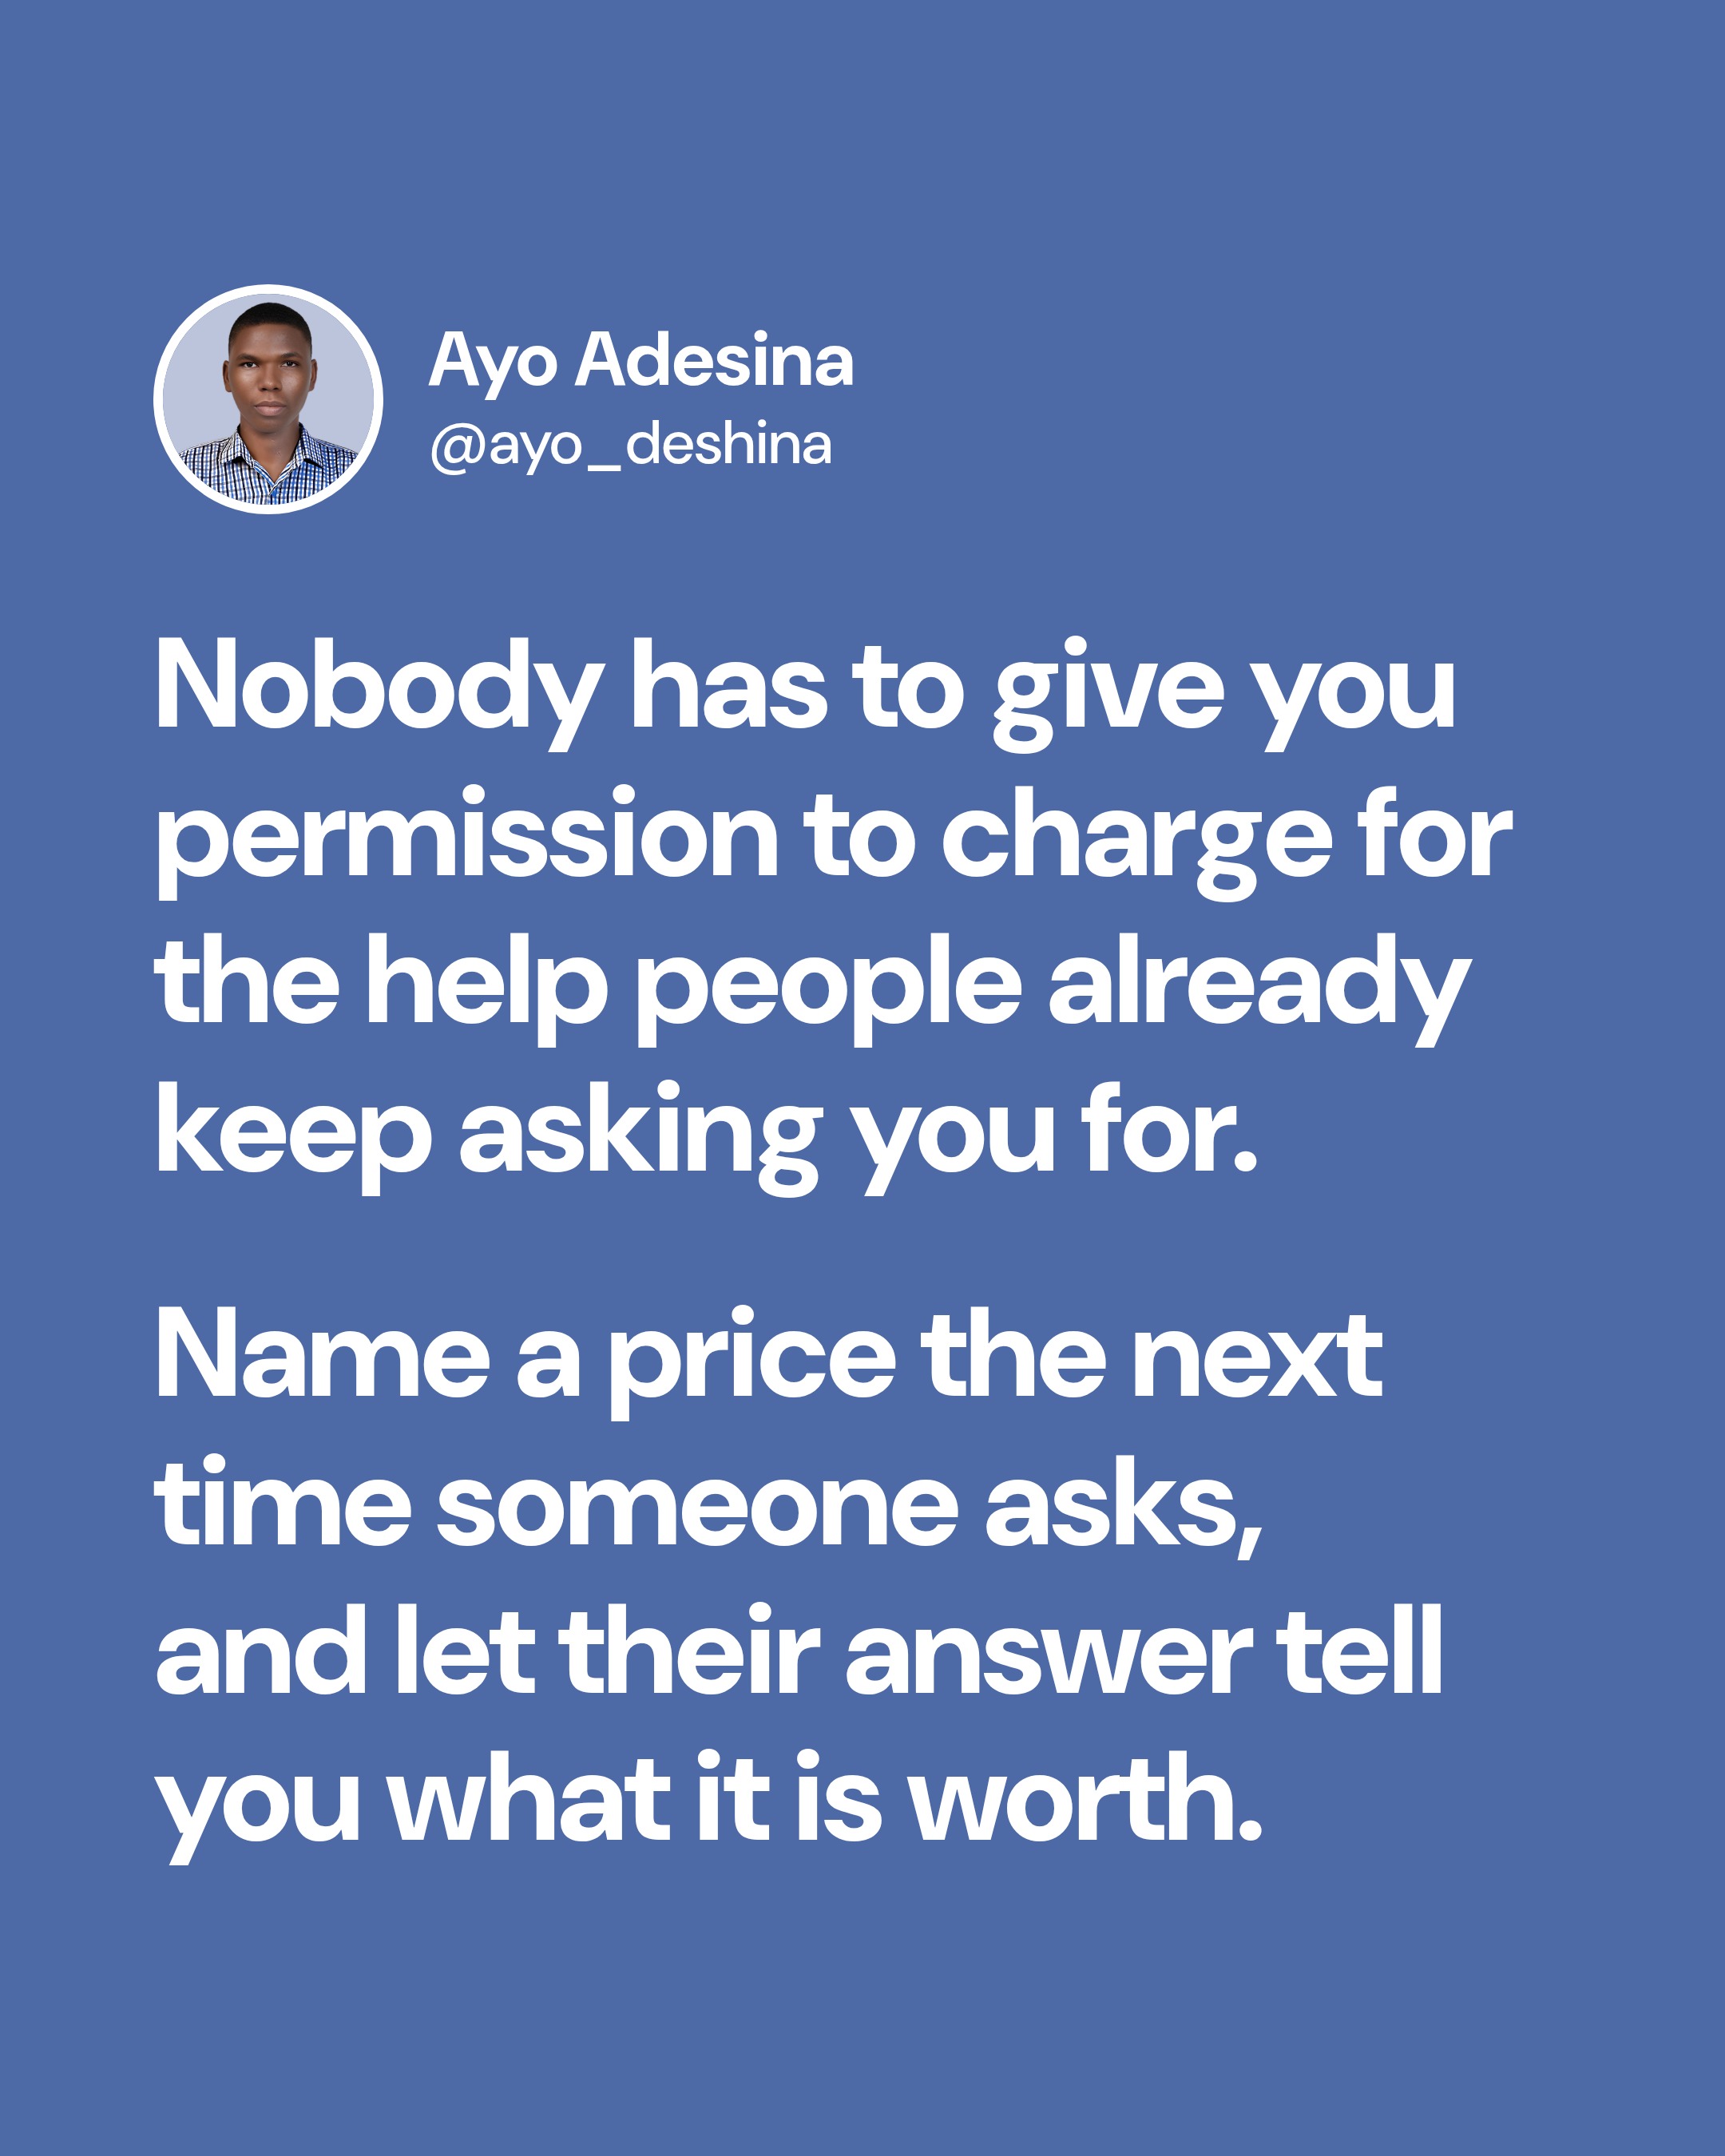 Ayo Adesina
@ayo_deshina
Nobody has to give you
permission to charge for
the help people already
keep asking you for.
Name a price the next
time someone asks,
and let their answer tell
you what it is worth.